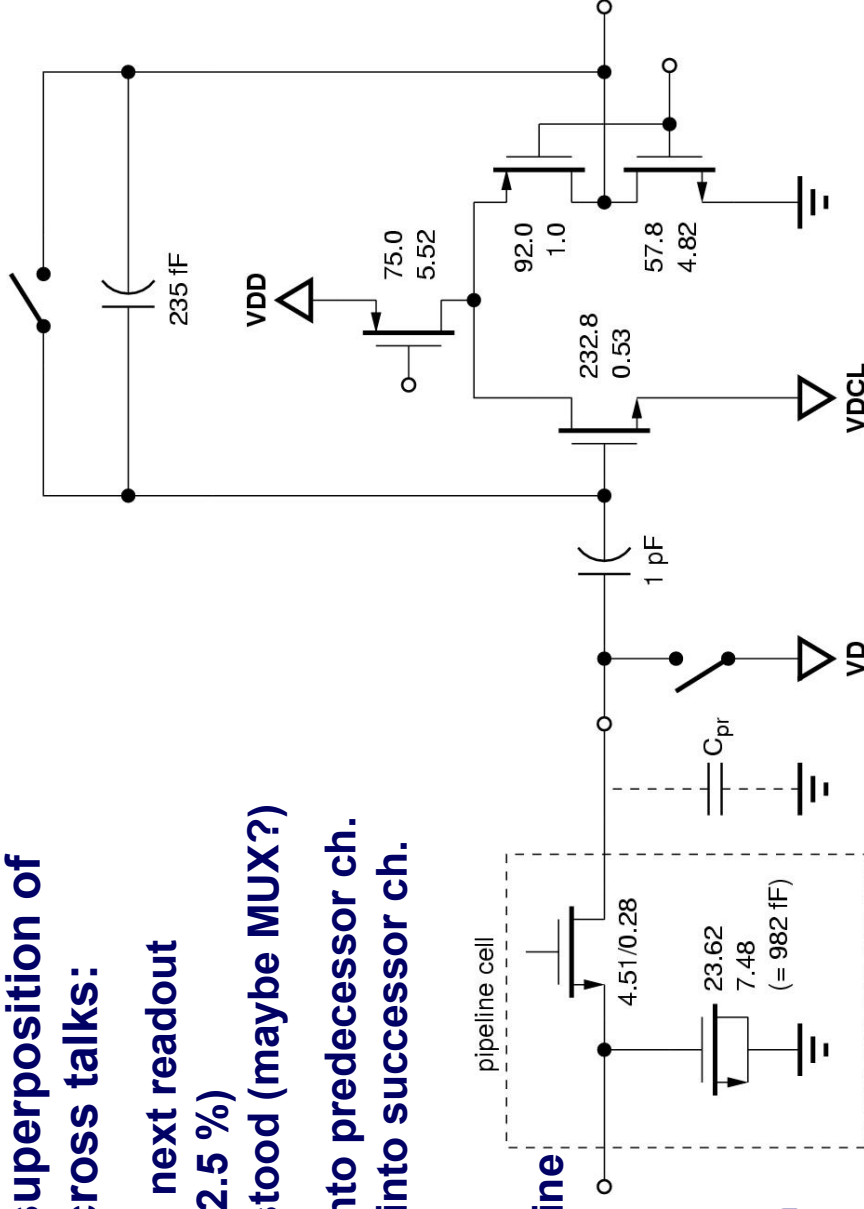 superposition of
cross talks:
next readout
2.5 %)
stood (maybe MUX?)
nto predecessor ch.
into successor ch.
ine
235 fF
VDD
75.0
5.52
92.0
1.0
232.8
0.53
57.8
4.82
1 pF
pipeline cell
4.51/0.28
23.62
7.48
(= 982 fF)
Cpr
VD
VDCL